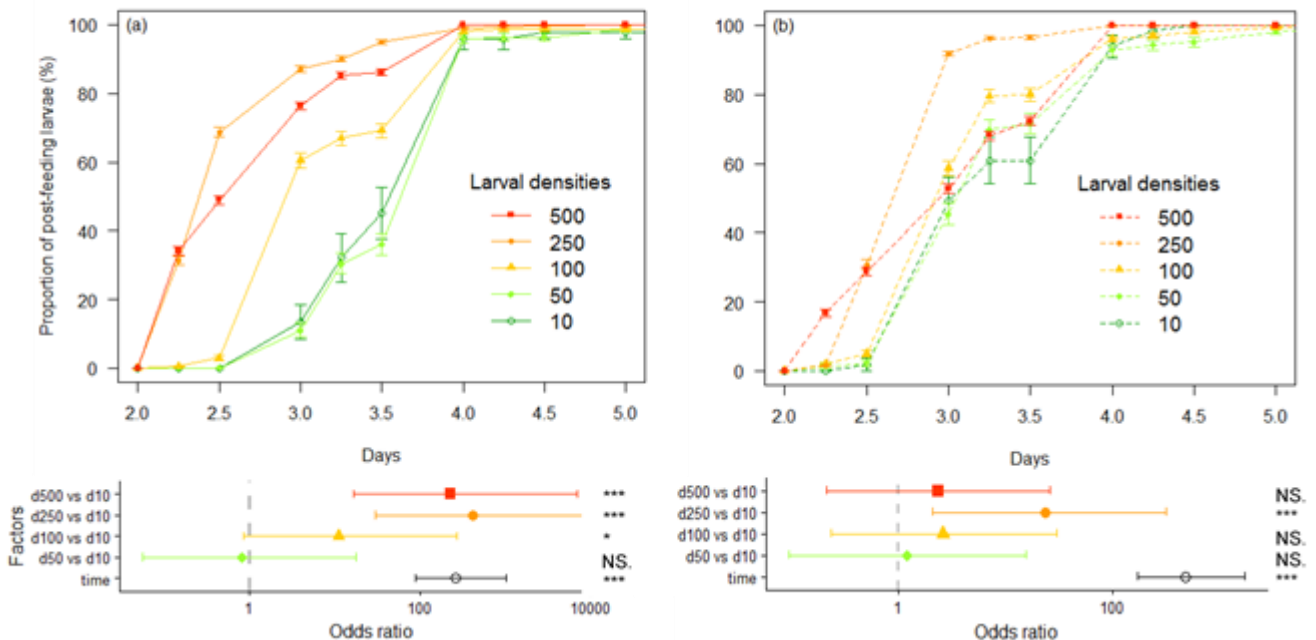 (a)
100
80
60
40
20
0
Proportion of post-feeding larvae (%)
Larval densities
500
250
100
50
10
2.0 2.5 3.0 3.5 4.0 4.5 5.0
Days
(b)
100
80
60
40
20
0
Larval densities
500
250
100
50
10
2.0 2.5 3.0 3.5 4.0 4.5 5.0
Days
Factors
d500 vs d10 ***
d250 vs d10 ***
d100 vs d10 *
d50 vs d10 NS.
time ***
1 100 10000
Odds ratio
d500 vs d10 NS.
d250 vs d10 ***
d100 vs d10 NS.
d50 vs d10 NS.
time ***
1 100
Odds ratio